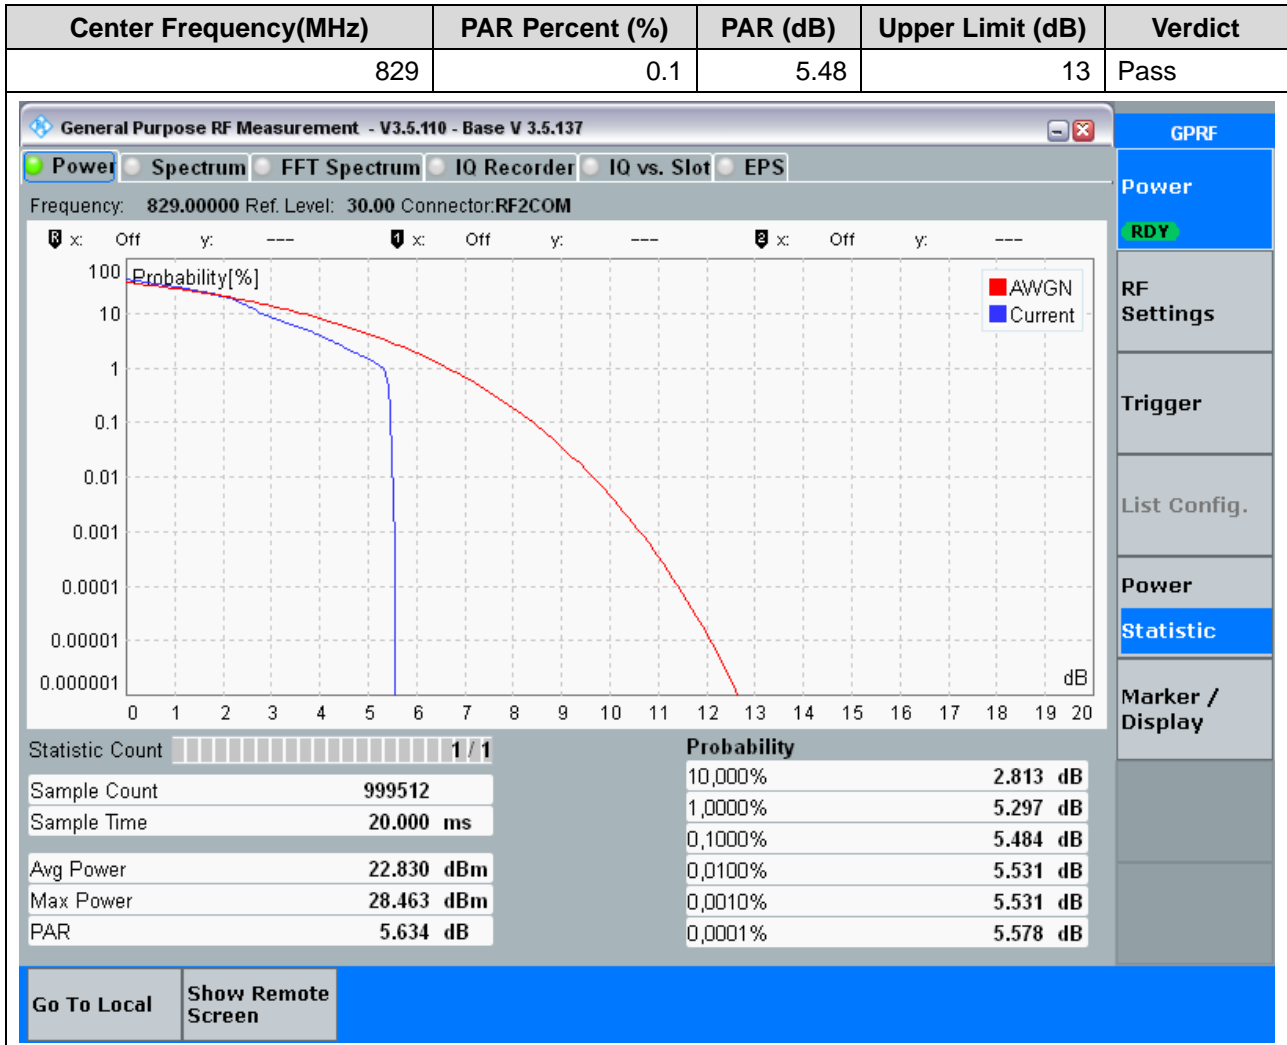 Center Frequency(MHz) PAR Percent (%) PAR (dB) Upper Limit (dB) Verdict
829 0.1 5.48 13 Pass
General Purpose RF Measurement - V3.5.110 - Base V 3.5.137
GPRF
Power Spectrum FFT Spectrum IQ Recorder IQ vs. Slot EPS
Power
RDY
Frequency: 829.00000 Ref. Level: 30.00 Connector:RF2COM
R x: Off y: --- 1 x: Off y: --- 2 x: Off y: ---
RF
Settings
Trigger
List Config.
Power
Statistic
Marker /
Display
Probability[%]
AWGN
Current
100
10
1
0.1
0.01
0.001
0.0001
0.00001
0.000001
dB
0 1 2 3 4 5 6 7 8 9 10 11 12 13 14 15 16 17 18 19 20
Statistic Count 1 / 1
Sample Count 999512
Sample Time 20.000 ms
Avg Power 22.830 dBm
Max Power 28.463 dBm
PAR 5.634 dB
Probability
10,000% 2.813 dB
1,0000% 5.297 dB
0,1000% 5.484 dB
0,0100% 5.531 dB
0,0010% 5.531 dB
0,0001% 5.578 dB
Go To Local
Show Remote
Screen